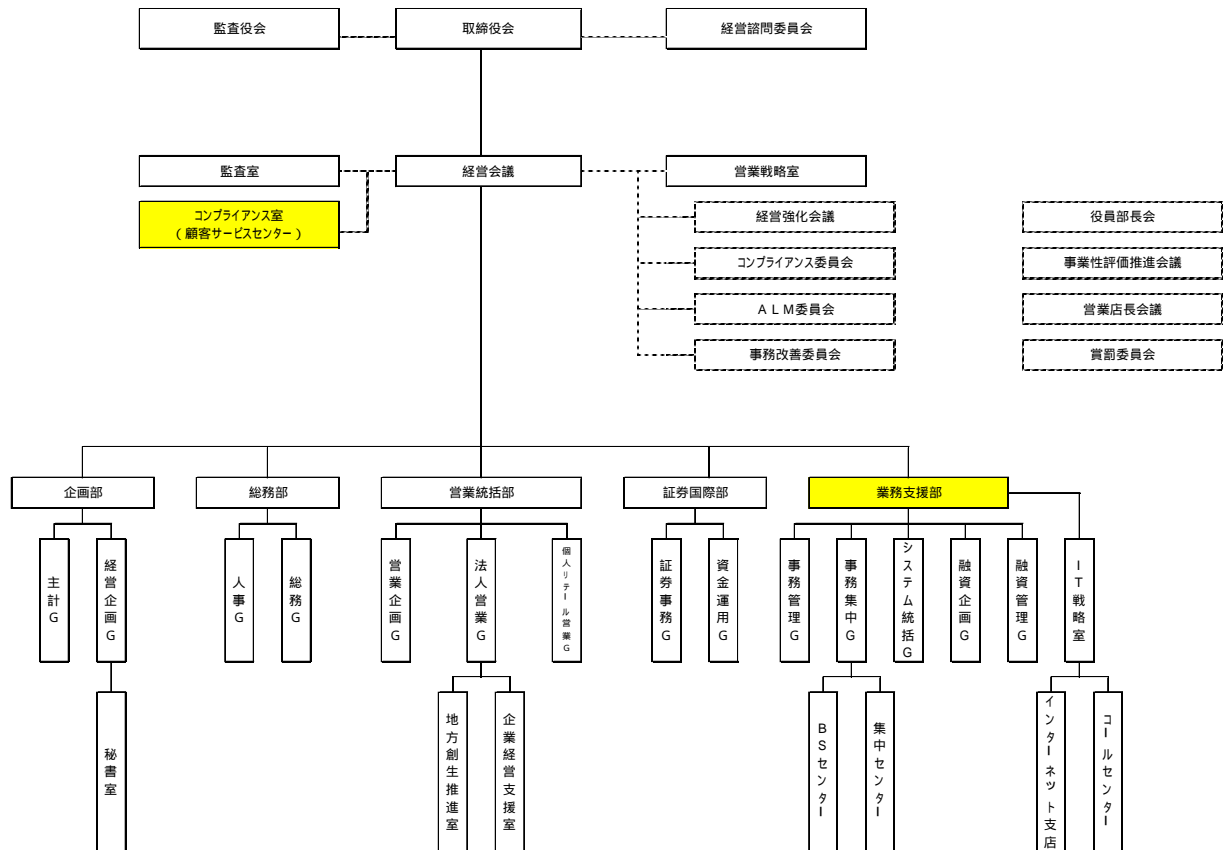 監査役会
取締役会
経営諮問委員会
監査室
経営会議
営業戦略室
コンプライアンス室
（顧客サービスセンター）
経営強化会議
役員部長会
コンプライアンス委員会
事業性評価推進会議
ＡＬＭ委員会
営業店長会議
事務改善委員会
賞罰委員会
企画部
総務部
営業統括部
証券国際部
業務支援部
主計G
経営企画G
人事G
総務G
営業企画G
法人営業G
個人リテール営業G
証券事務G
資金運用G
事務管理G
事務集中G
システム統括G
融資企画G
融資管理G
IT戦略室
秘書室
地方創生推進室
企業経営支援室
BSセンター
集中センター
インターネット支店
コールセンター